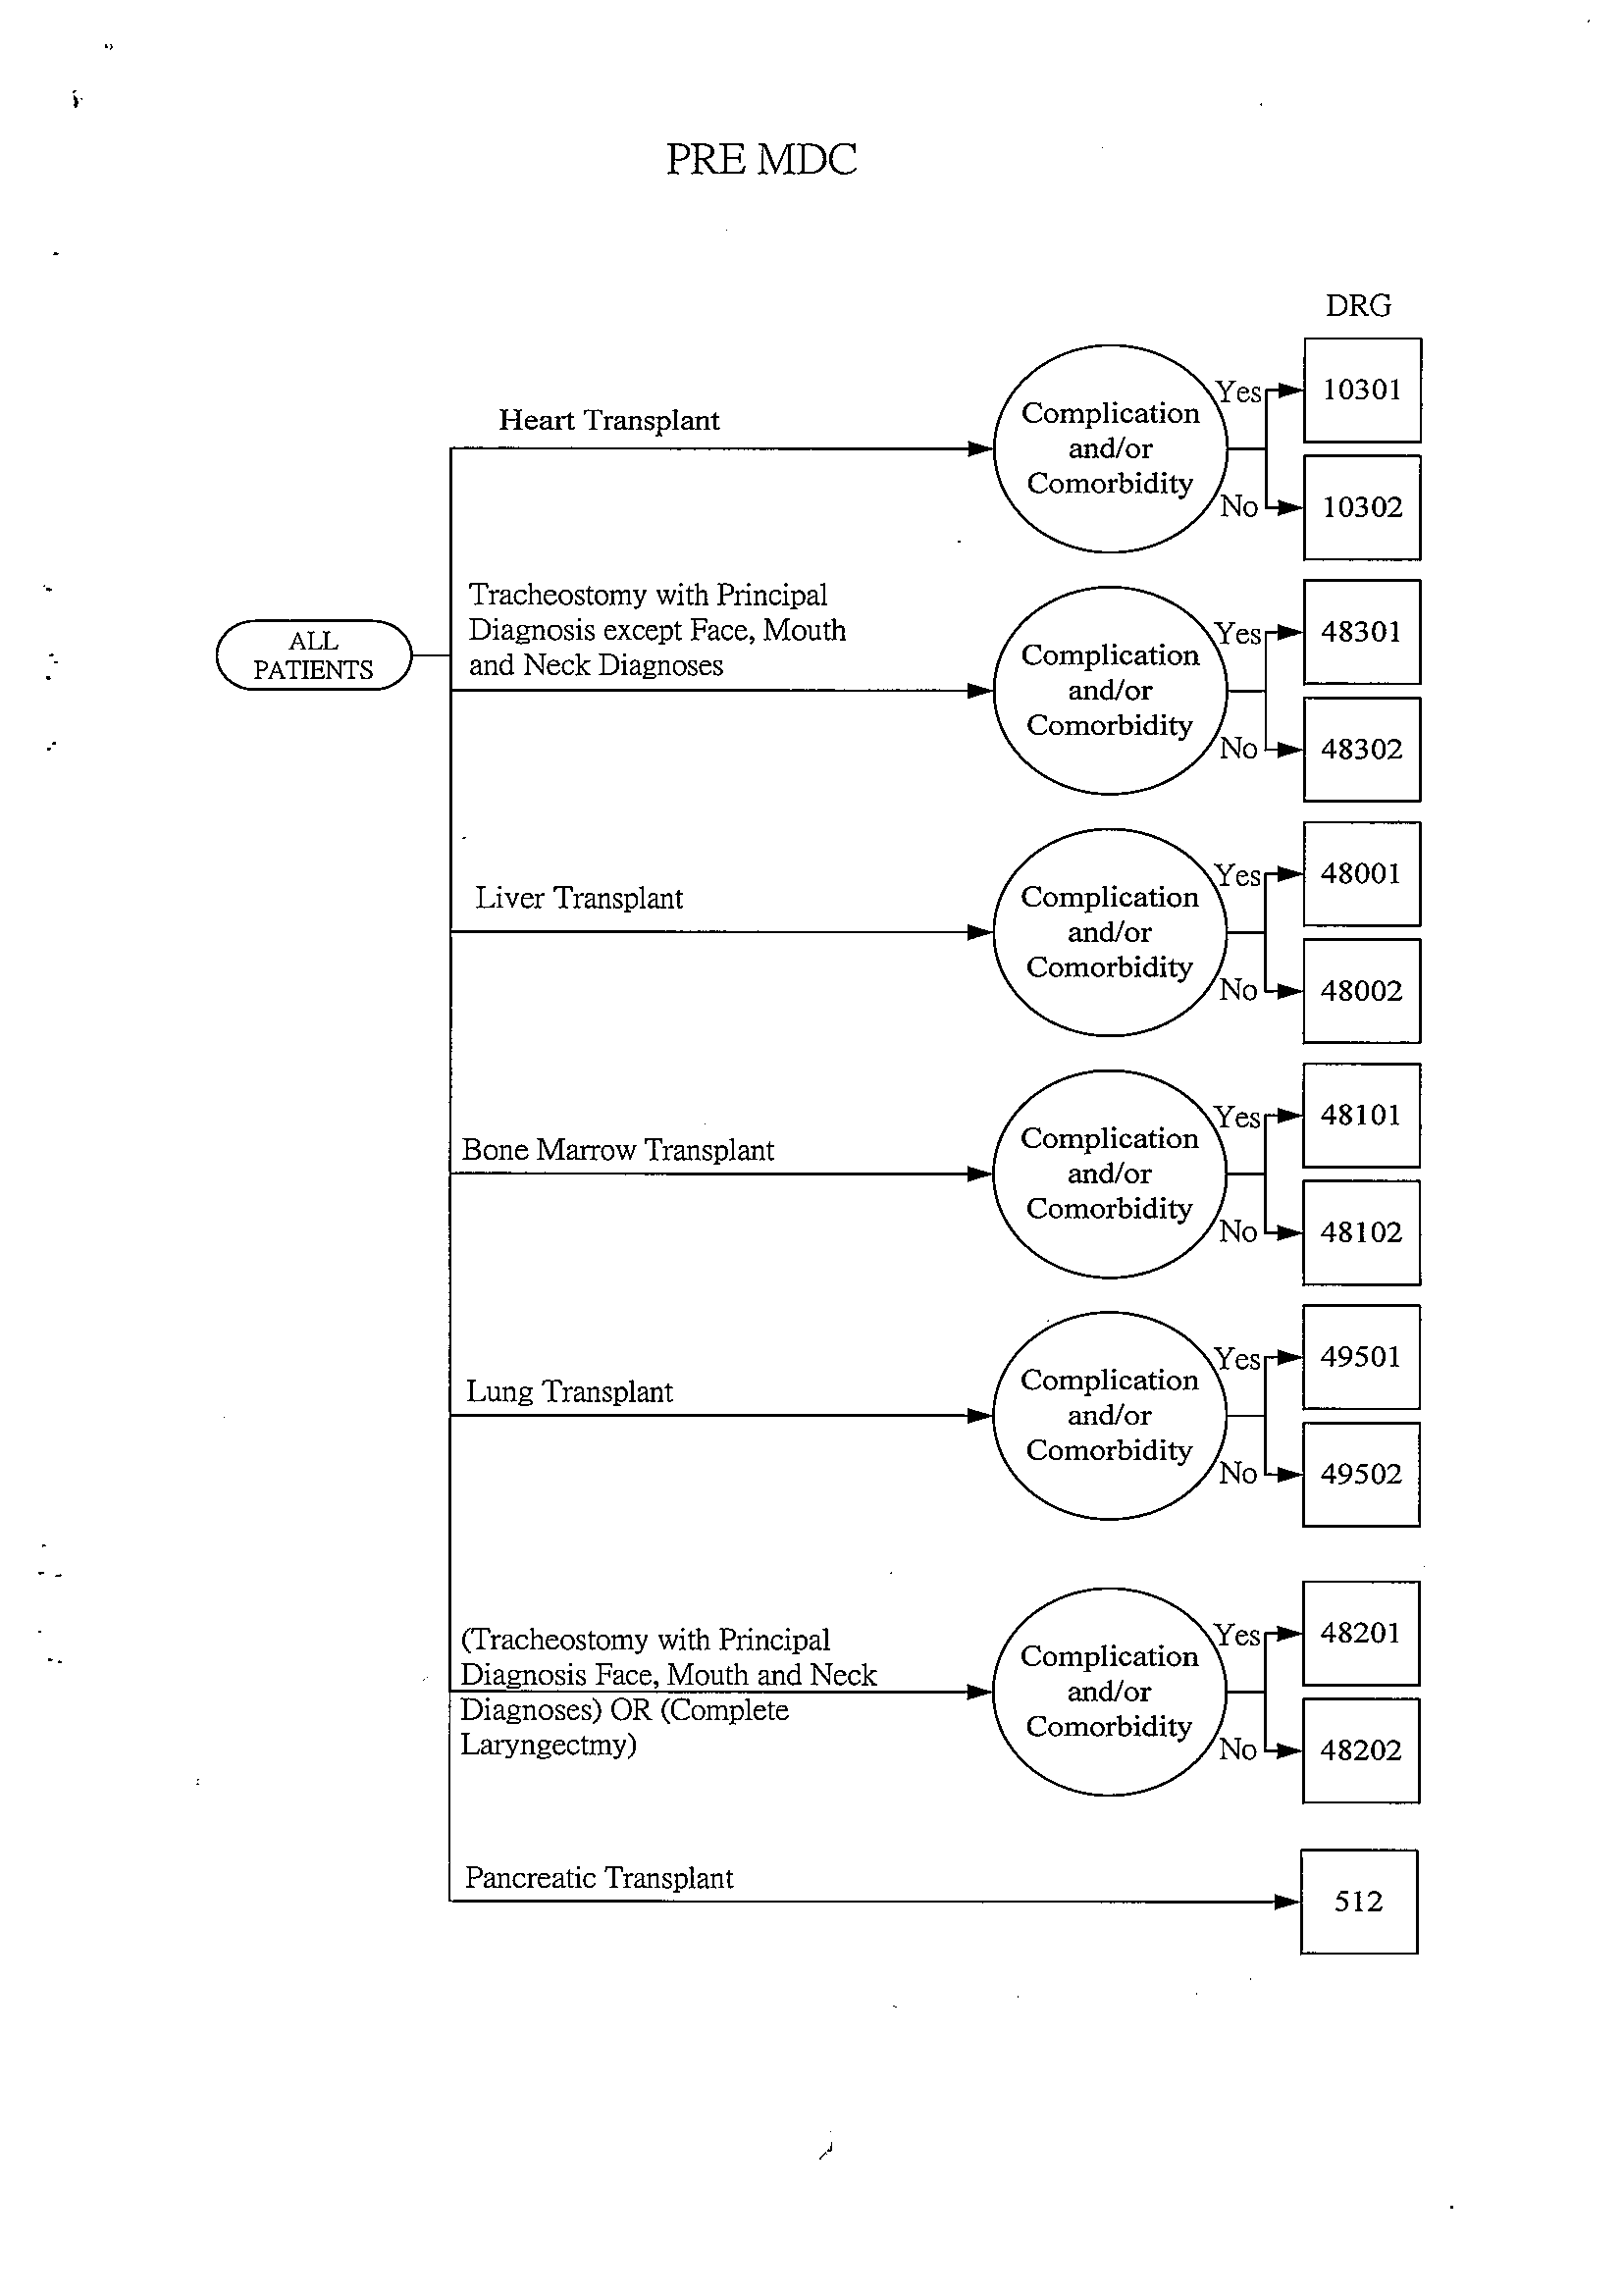 PRE MDC
DRG
Heart Transplant
Complication
and/or
Comorbidity
Yes
10301
No
10302
ALL
PATIENTS
Tracheostomy with Principal
Diagnosis except Face, Mouth
and Neck Diagnoses
Complication
and/or
Comorbidity
Yes
48301
No
48302
Liver Transplant
Complication
and/or
Comorbidity
Yes
48001
No
48002
Bone Marrow Transplant
Complication
and/or
Comorbidity
Yes
48101
No
48102
Lung Transplant
Complication
and/or
Comorbidity
Yes
49501
No
49502
(Tracheostomy with Principal
Diagnosis Face, Mouth and Neck
Diagnoses) OR (Complete
Laryngectmy)
Complication
and/or
Comorbidity
Yes
48201
No
48202
Pancreatic Transplant
512